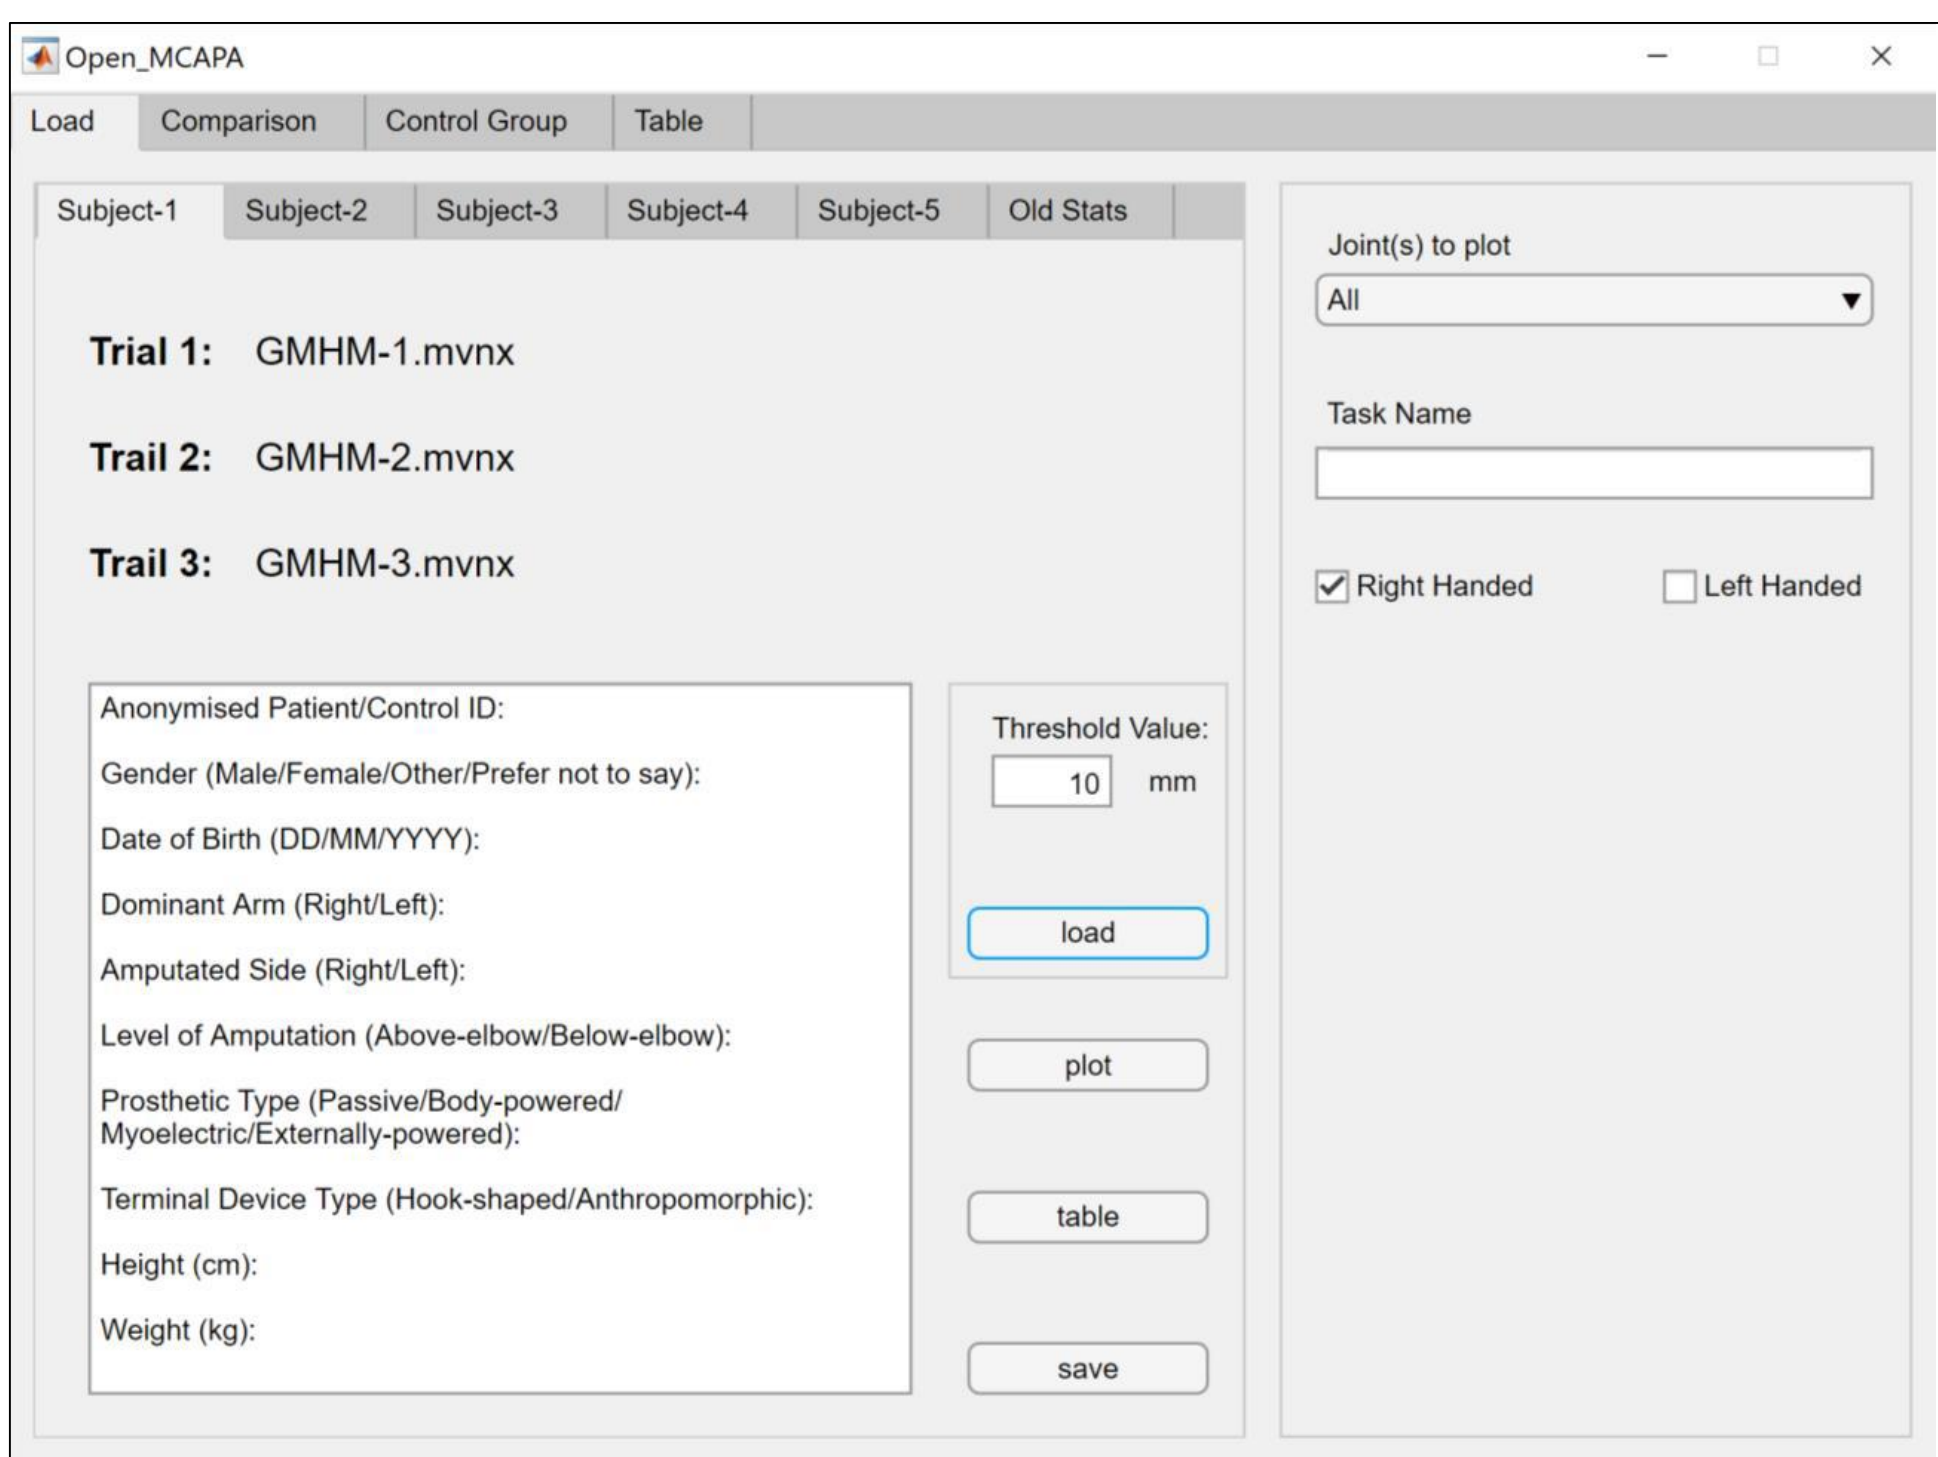 Open_MCAPA
Load Comparison Control Group Table
Subject-1 Subject-2 Subject-3 Subject-4 Subject-5 Old Stats
Trial 1: GMHM-1.mvnx
Trail 2: GMHM-2.mvnx
Trail 3: GMHM-3.mvnx
Anonymised Patient/Control ID:
Gender (Male/Female/Other/Prefer not to say):
Date of Birth (DD/MM/YYYY):
Dominant Arm (Right/Left):
Amputated Side (Right/Left):
Level of Amputation (Above-elbow/Below-elbow):
Prosthetic Type (Passive/Body-powered/
Myoelectric/Externally-powered):
Terminal Device Type (Hook-shaped/Anthropomorphic):
Height (cm):
Weight (kg):
Threshold Value:
10 mm
load
plot
table
save
Joint(s) to plot
All
Task Name
Right Handed Left Handed